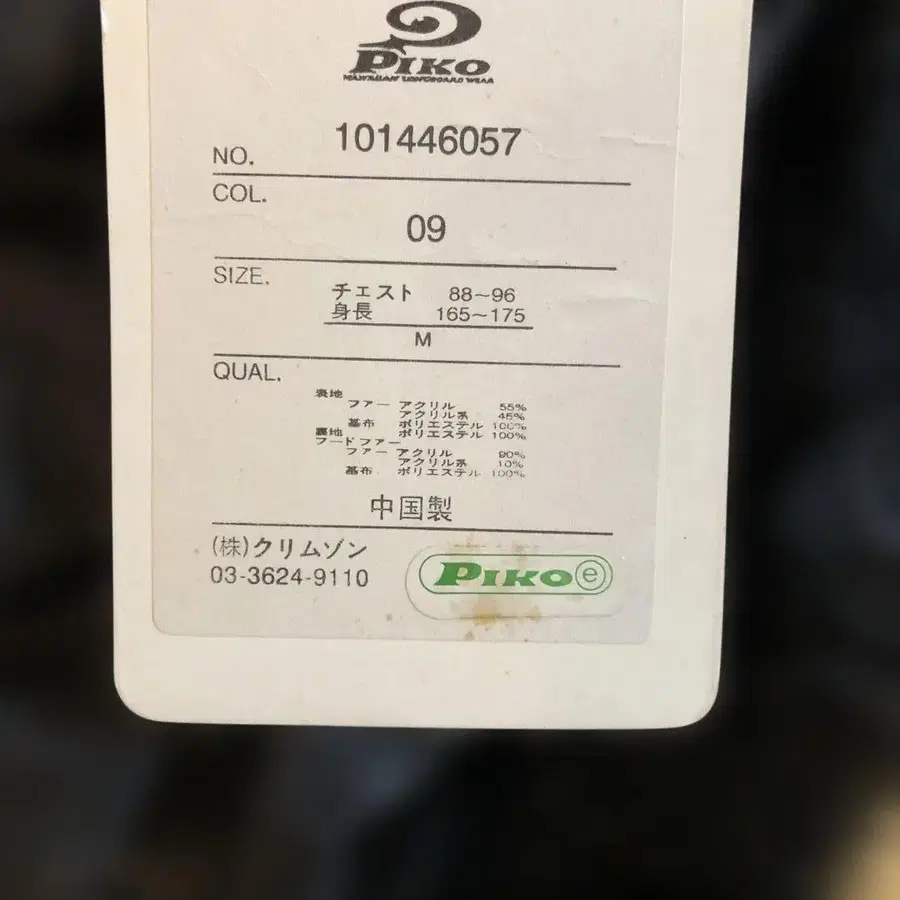 PIKO
HAWAIIAN LONGBOARD WEAR
NO. 101446057
COL.
09
SIZE.
チェスト 88~96
身長 165~175
M
QUAL.
表地
ファー アクリル 55%
アクリル系 45%
基布 ポリエステル 100%
裏地 ポリエステル 100%
フードファー
ファー アクリル 90%
アクリル系 10%
基布 ポリエステル 100%
中国製
(株)クリムゾン
03-3624-9110
PIKO e